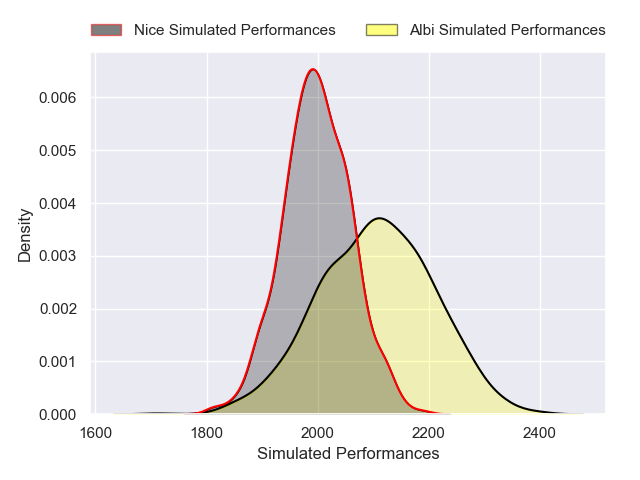 Nice Simulated Performances Albi Simulated Performances
0.006
0.005
0.004
0.003
0.002
0.001
0.000
Density
1600 1800 2000 2200 2400
Simulated Performances